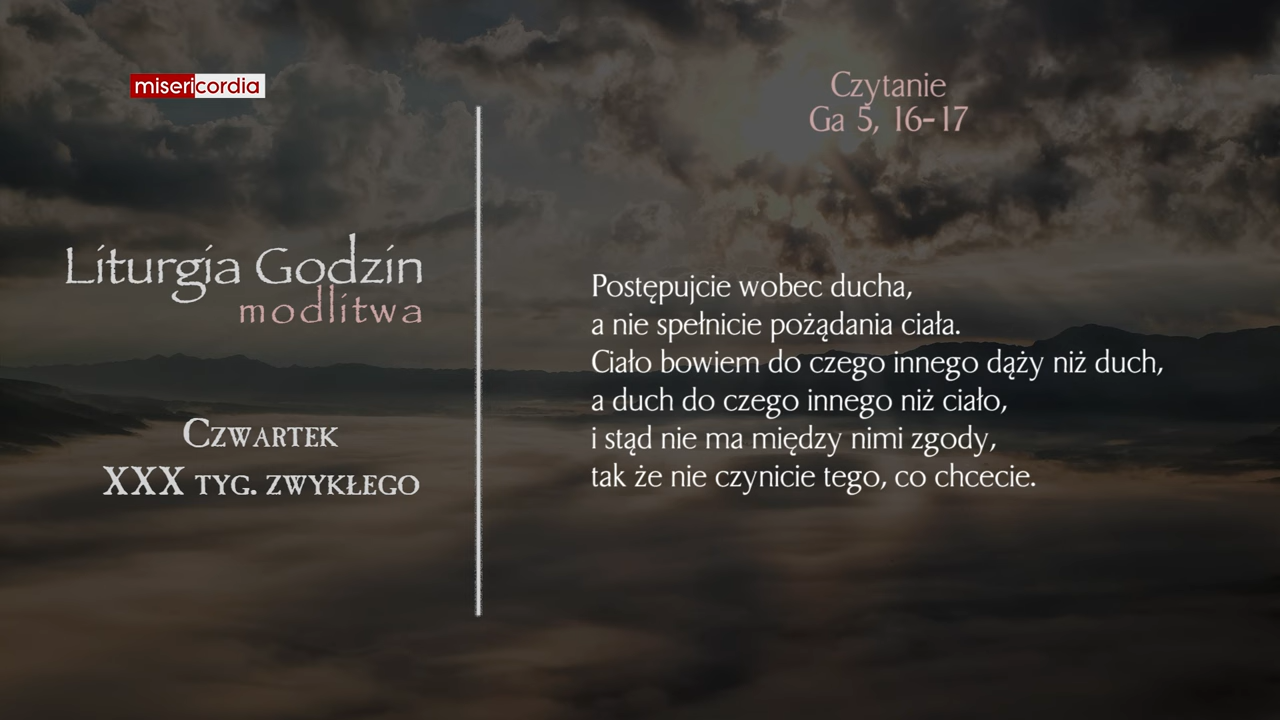 misericordia
Liturgia Godzin
modlitwa
Czwartek
XXX tyg. zwykłego
Czytanie
Ga 5, 16-17
Postępujcie wobec ducha,
a nie spełnicie pożądania ciała.
Ciało bowiem do czego innego dąży niż duch,
a duch do czego innego niż ciało,
i stąd nie ma między nimi zgody,
tak że nie czynicie tego, co chcecie.